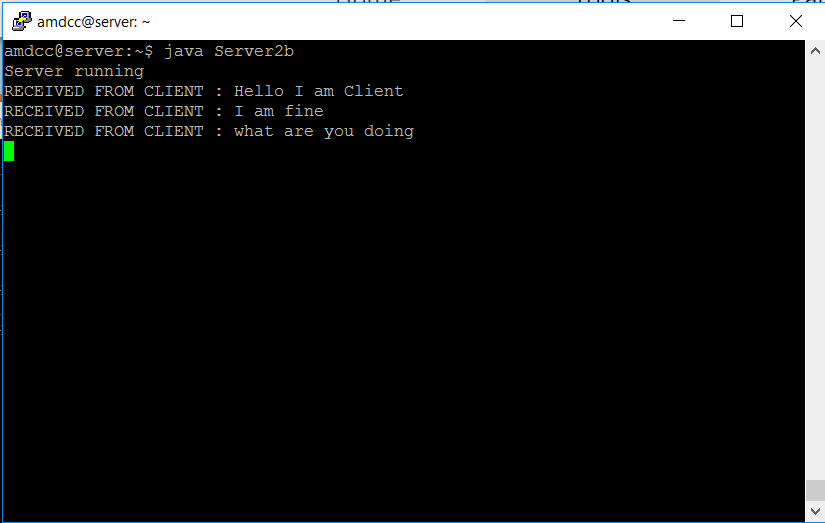 amdcc@server: ~
amdcc@server:~$ java Server2b
Server running
RECEIVED FROM CLIENT : Hello I am Client
RECEIVED FROM CLIENT : I am fine
RECEIVED FROM CLIENT : what are you doing